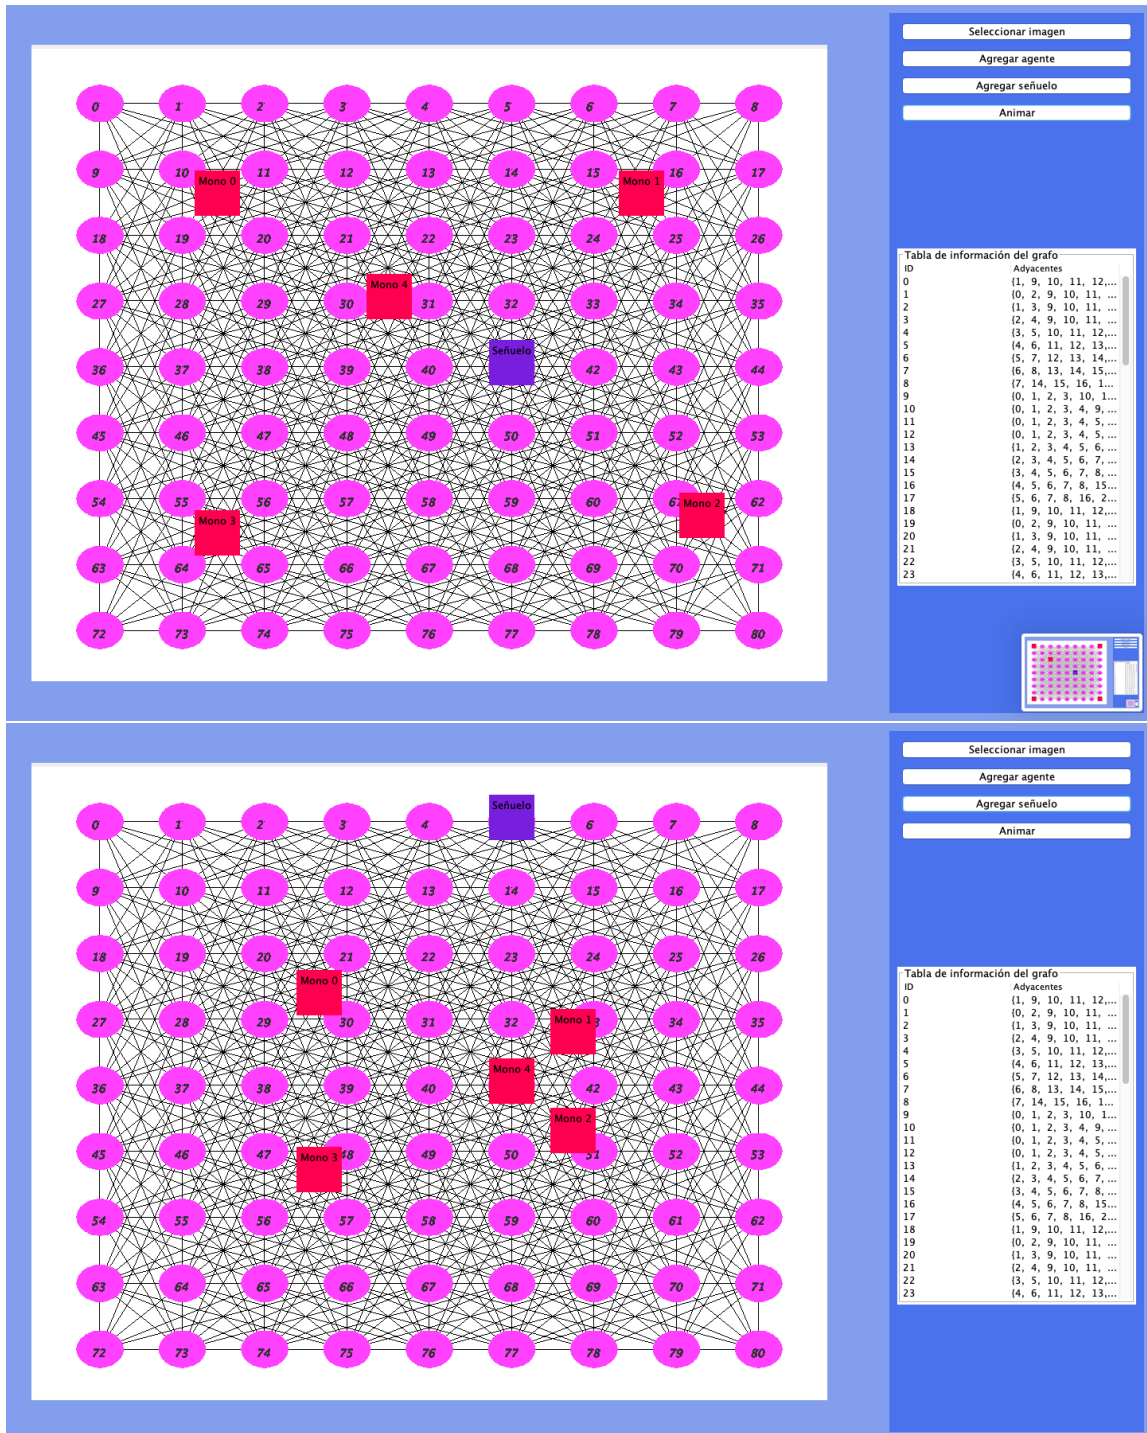 Seleccionar imagen
Agregar agente
Agregar señuelo
Animar
0 1 2 3 4 5 6 7 8
9 10 11 12 13 14 15 16 17
Mono 0 Mono 1
18 19 20 21 22 23 24 25 26
Mono 4
27 28 29 30 31 32 33 34 35
Señuelo
36 37 38 39 40 42 43 44
45 46 47 48 49 50 51 52 53
54 55 56 57 58 59 60 62
Mono 3 Mono 2
63 64 65 66 67 68 69 70 71
72 73 74 75 76 77 78 79 80
Tabla de información del grafo
ID Adyacentes
0 {1, 9, 10, 11, 12,...
1 {0, 2, 9, 10, 11, ...
2 {1, 3, 9, 10, 11, ...
3 {2, 4, 9, 10, 11, ...
4 {3, 5, 10, 11, 12,...
5 {4, 6, 11, 12, 13,...
6 {5, 7, 12, 13, 14,...
7 {6, 8, 13, 14, 15,...
8 {7, 14, 15, 16, 1...
9 {0, 1, 2, 3, 10, 1...
10 {0, 1, 2, 3, 4, 9, ...
11 {0, 1, 2, 3, 4, 5, ...
12 {0, 1, 2, 3, 4, 5, ...
13 {1, 2, 3, 4, 5, 6, ...
14 {2, 3, 4, 5, 6, 7, ...
15 {3, 4, 5, 6, 7, 8, ...
16 {4, 5, 6, 7, 8, 15...
17 {5, 6, 7, 8, 16, 2...
18 {1, 9, 10, 11, 12,...
19 {0, 2, 9, 10, 11, ...
20 {1, 3, 9, 10, 11, ...
21 {2, 4, 9, 10, 11, ...
22 {3, 5, 10, 11, 12,...
23 {4, 6, 11, 12, 13,...
Seleccionar imagen
Agregar agente
Agregar señuelo
Animar
Señuelo
0 1 2 3 4 6 7 8
9 10 11 12 13 14 15 16 17
18 19 20 21 22 23 24 25 26
Mono 0
27 28 29 30 31 32 34 35
Mono 1
Mono 4
36 37 38 39 40 42 43 44
Mono 2
45 46 47 48 49 50 51 52 53
Mono 3
54 55 56 57 58 59 60 61 62
63 64 65 66 67 68 69 70 71
72 73 74 75 76 77 78 79 80
Tabla de información del grafo
ID Adyacentes
0 {1, 9, 10, 11, 12,...
1 {0, 2, 9, 10, 11, ...
2 {1, 3, 9, 10, 11, ...
3 {2, 4, 9, 10, 11, ...
4 {3, 5, 10, 11, 12,...
5 {4, 6, 11, 12, 13,...
6 {5, 7, 12, 13, 14,...
7 {6, 8, 13, 14, 15,...
8 {7, 14, 15, 16, 1...
9 {0, 1, 2, 3, 10, 1...
10 {0, 1, 2, 3, 4, 9, ...
11 {0, 1, 2, 3, 4, 5, ...
12 {0, 1, 2, 3, 4, 5, ...
13 {1, 2, 3, 4, 5, 6, ...
14 {2, 3, 4, 5, 6, 7, ...
15 {3, 4, 5, 6, 7, 8, ...
16 {4, 5, 6, 7, 8, 15...
17 {5, 6, 7, 8, 16, 2...
18 {1, 9, 10, 11, 12,...
19 {0, 2, 9, 10, 11, ...
20 {1, 3, 9, 10, 11, ...
21 {2, 4, 9, 10, 11, ...
22 {3, 5, 10, 11, 12,...
23 {4, 6, 11, 12, 13,...